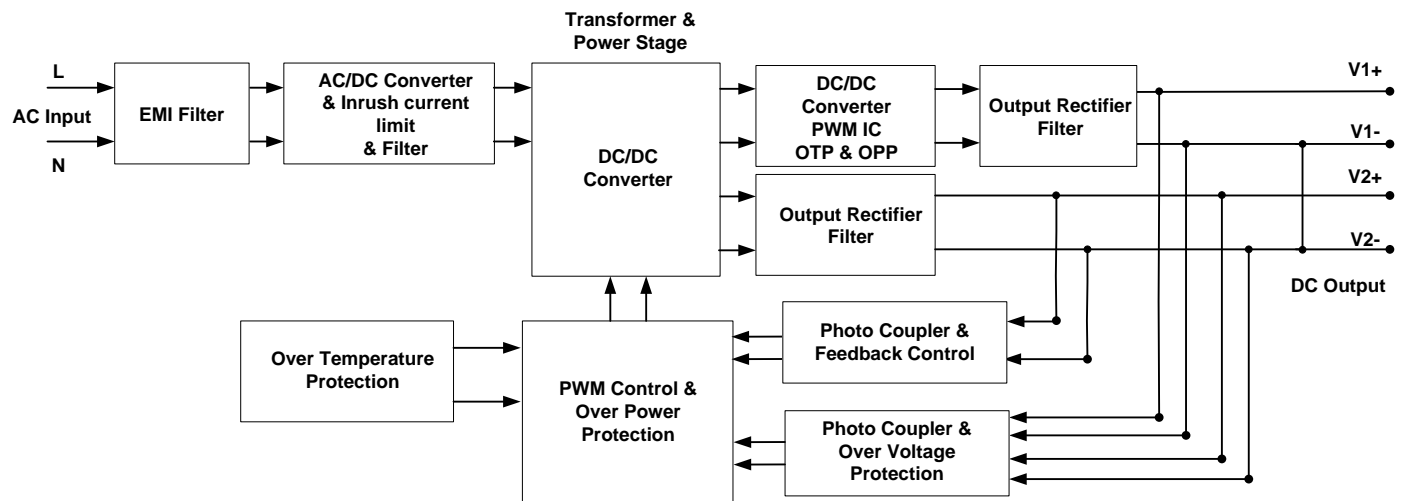 Transformer &
Power Stage
L
AC Input
N
EMI Filter
AC/DC Converter
& Inrush current
limit
& Filter
DC/DC
Converter
DC/DC
Converter
PWM IC
OTP & OPP
Output Rectifier
Filter
V1+
V1-
V2+
V2-
DC Output
Output Rectifier
Filter
Over Temperature
Protection
PWM Control &
Over Power
Protection
Photo Coupler &
Feedback Control
Photo Coupler &
Over Voltage
Protection